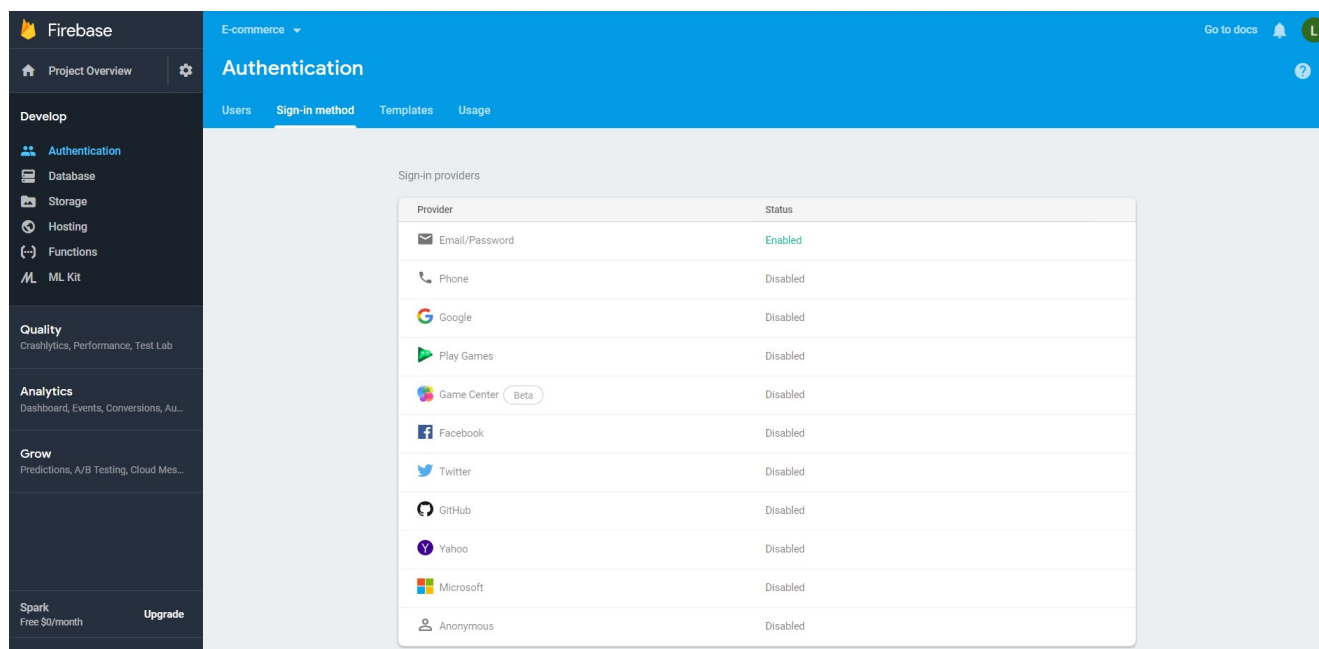 Firebase
E-commerce
Go to docs
L
Project Overview
Authentication
?
Users Sign-in method Templates Usage
Develop
Authentication
Database
Storage
Hosting
Functions
ML Kit
Quality
Crashlytics, Performance, Test Lab
Analytics
Dashboard, Events, Conversions, Au...
Grow
Predictions, A/B Testing, Cloud Mes...
Spark
Free $0/month
Upgrade
Sign-in providers
Provider Status
Email/Password Enabled
Phone Disabled
Google Disabled
Play Games Disabled
Game Center Beta Disabled
Facebook Disabled
Twitter Disabled
GitHub Disabled
Yahoo Disabled
Microsoft Disabled
Anonymous Disabled